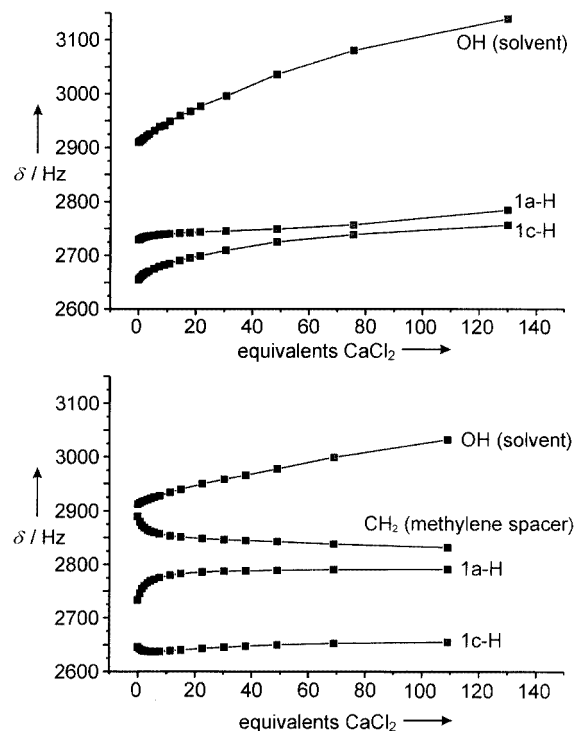 3100
3000
2900
2800
2700
2600
δ / Hz
OH (solvent)
1a-H
1c-H
0 20 40 60 80 100 120 140
equivalents CaCl₂
3100
3000
2900
2800
2700
2600
δ / Hz
OH (solvent)
CH₂ (methylene spacer)
1a-H
1c-H
0 20 40 60 80 100 120 140
equivalents CaCl₂